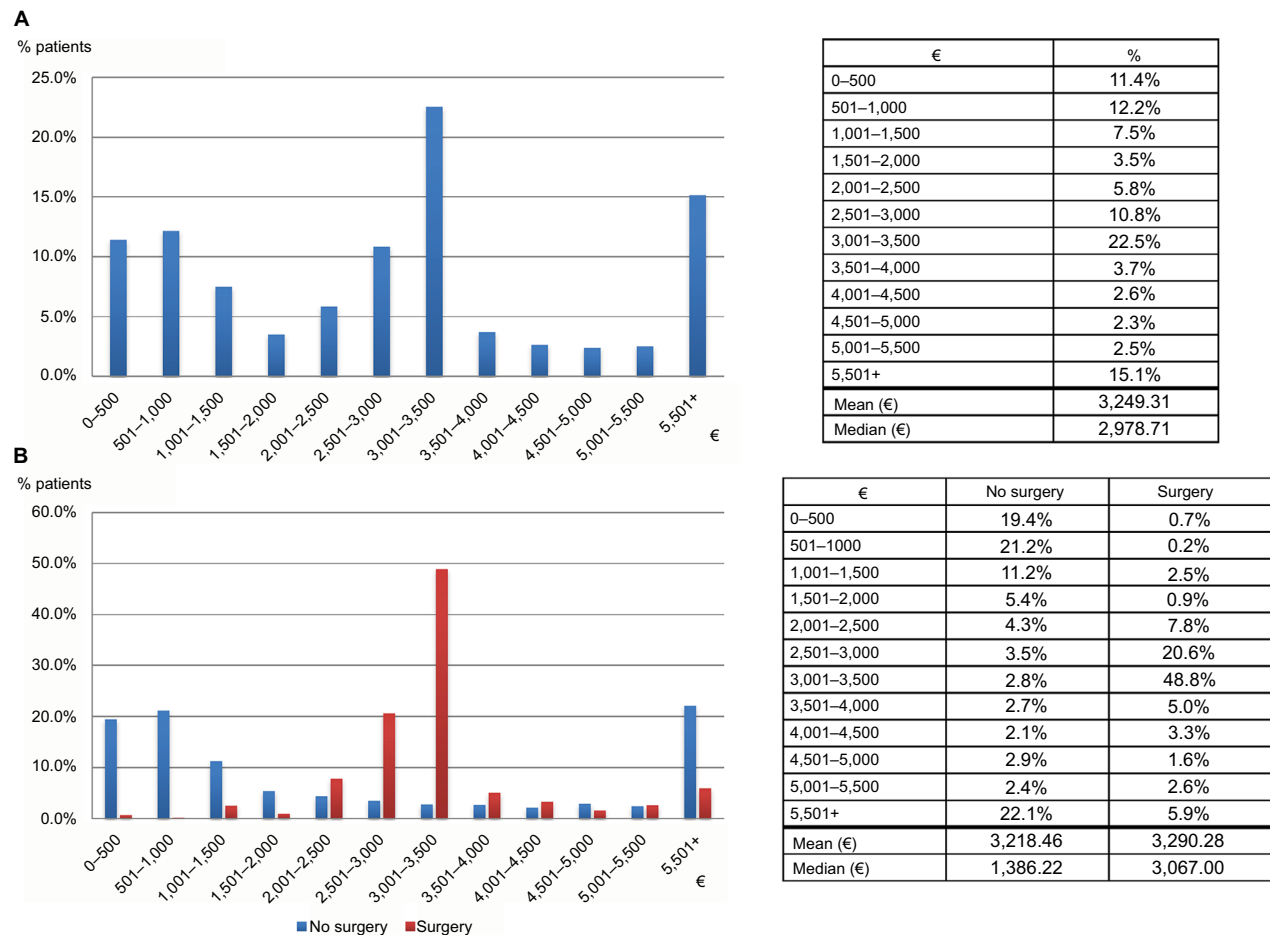 A
% patients
25.0%
20.0%
15.0%
10.0%
5.0%
0.0%
0–500
501–1,000
1,001–1,500
1,501–2,000
2,001–2,500
2,501–3,000
3,001–3,500
3,501–4,000
4,001–4,500
4,501–5,000
5,001–5,500
5,501+
€
€ %
0–500 11.4%
501–1,000 12.2%
1,001–1,500 7.5%
1,501–2,000 3.5%
2,001–2,500 5.8%
2,501–3,000 10.8%
3,001–3,500 22.5%
3,501–4,000 3.7%
4,001–4,500 2.6%
4,501–5,000 2.3%
5,001–5,500 2.5%
5,501+ 15.1%
Mean (€) 3,249.31
Median (€) 2,978.71
B
% patients
60.0%
50.0%
40.0%
30.0%
20.0%
10.0%
0.0%
0–500
501–1,000
1,001–1,500
1,501–2,000
2,001–2,500
2,501–3,000
3,001–3,500
3,501–4,000
4,001–4,500
4,501–5,000
5,001–5,500
5,501+
€
No surgery Surgery
€ No surgery Surgery
0–500 19.4% 0.7%
501–1000 21.2% 0.2%
1,001–1,500 11.2% 2.5%
1,501–2,000 5.4% 0.9%
2,001–2,500 4.3% 7.8%
2,501–3,000 3.5% 20.6%
3,001–3,500 2.8% 48.8%
3,501–4,000 2.7% 5.0%
4,001–4,500 2.1% 3.3%
4,501–5,000 2.9% 1.6%
5,001–5,500 2.4% 2.6%
5,501+ 22.1% 5.9%
Mean (€) 3,218.46 3,290.28
Median (€) 1,386.22 3,067.00